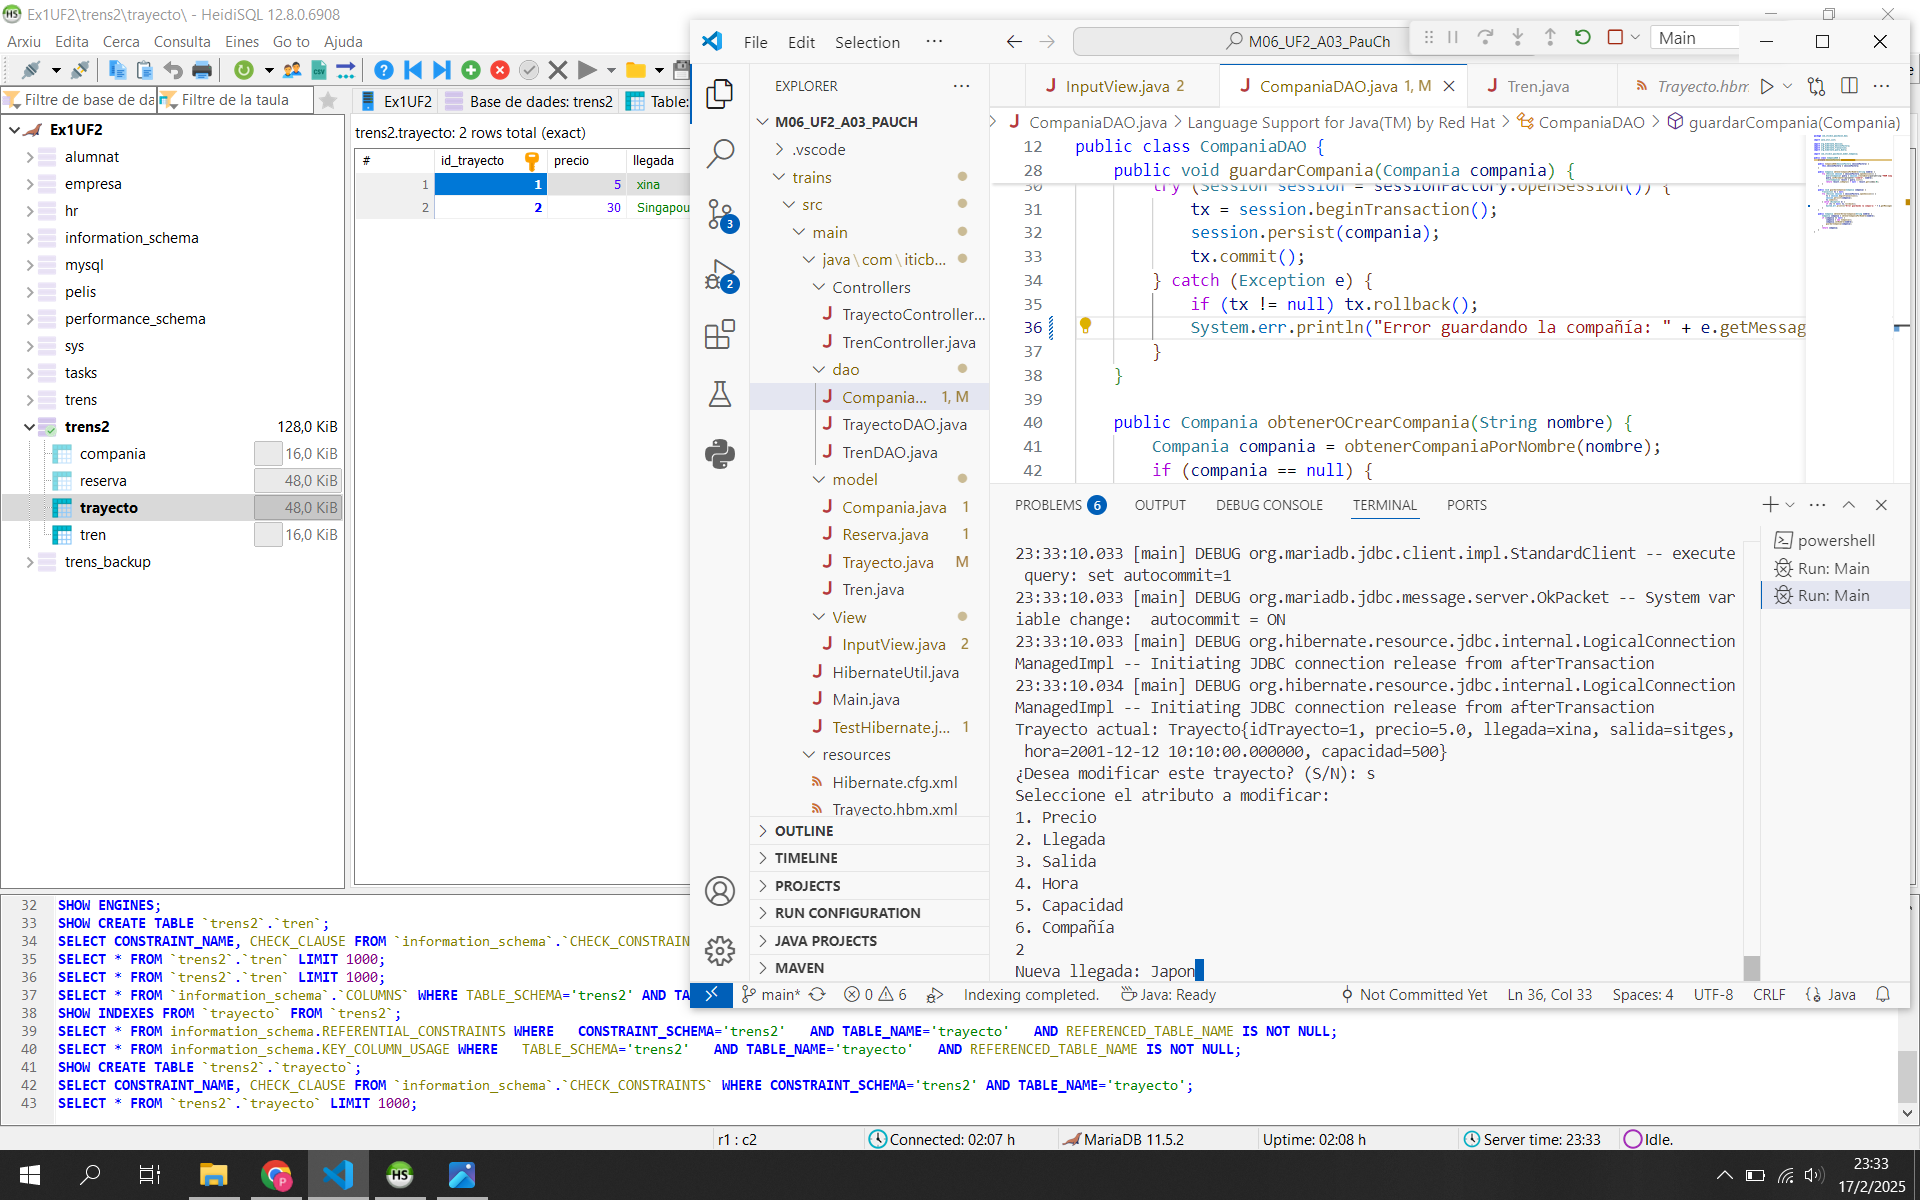 Ex1UF2\trens2\trayecto\ - HeidiSQL 12.8.0.6908
Arxiu Edita Cerca Consulta Eines Go to Ajuda
Filtre de base de da
Filtre de la taula
Ex1UF2
Base de dades: trens2
Table:
Ex1UF2
alumnat
empresa
hr
information_schema
mysql
pelis
performance_schema
sys
tasks
trens
trens2 128,0 KiB
compania 16,0 KiB
reserva 48,0 KiB
trayecto 48,0 KiB
tren 16,0 KiB
trens_backup
trens2.trayecto: 2 rows total (exact)
# id_trayecto precio llegada
1 1 5 xina
2 2 30 Singapou
File Edit Selection ···
M06_UF2_A03_PauCh
Main
EXPLORER
M06_UF2_A03_PAUCH
.vscode
trains
src
main
java\com\iticb...
Controllers
TrayectoController...
TrenController.java
dao
Compania... 1, M
TrayectoDAO.java
TrenDAO.java
model
Compania.java 1
Reserva.java 1
Trayecto.java M
Tren.java
View
InputView.java 2
HibernateUtil.java
Main.java
TestHibernate.j... 1
resources
Hibernate.cfg.xml
Trayecto.hbm.xml
OUTLINE
TIMELINE
PROJECTS
RUN CONFIGURATION
JAVA PROJECTS
MAVEN
3
2
InputView.java 2
CompaniaDAO.java 1, M
Tren.java
Trayecto.hbm
CompaniaDAO.java > Language Support for Java(TM) by Red Hat > CompaniaDAO > guardarCompania(Compania)
12 public class CompaniaDAO {
28 public void guardarCompania(Compania compania) {
30 try (Session session = sessionFactory.openSession()) {
31 tx = session.beginTransaction();
32 session.persist(compania);
33 tx.commit();
34 } catch (Exception e) {
35 if (tx != null) tx.rollback();
36 System.err.println("Error guardando la compañía: " + e.getMessag
37 }
38 }
39
40 public Compania obtenerOCrearCompania(String nombre) {
41 Compania compania = obtenerCompaniaPorNombre(nombre);
42 if (compania == null) {
PROBLEMS 6 OUTPUT DEBUG CONSOLE TERMINAL PORTS
powershell
Run: Main
Run: Main
23:33:10.033 [main] DEBUG org.mariadb.jdbc.client.impl.StandardClient -- execute
query: set autocommit=1
23:33:10.033 [main] DEBUG org.mariadb.jdbc.message.server.OkPacket -- System var
iable change:  autocommit = ON
23:33:10.033 [main] DEBUG org.hibernate.resource.jdbc.internal.LogicalConnection
ManagedImpl -- Initiating JDBC connection release from afterTransaction
23:33:10.034 [main] DEBUG org.hibernate.resource.jdbc.internal.LogicalConnection
ManagedImpl -- Initiating JDBC connection release from afterTransaction
Trayecto actual: Trayecto{idTrayecto=1, precio=5.0, llegada=xina, salida=sitges,
hora=2001-12-12 10:10:00.000000, capacidad=500}
¿Desea modificar este trayecto? (S/N): s
Seleccione el atributo a modificar:
1. Precio
2. Llegada
3. Salida
4. Hora
5. Capacidad
6. Compañía
2
Nueva llegada: Japon
main* 0 6 Indexing completed. Java: Ready Not Committed Yet Ln 36, Col 33 Spaces: 4 UTF-8 CRLF Java
32 SHOW ENGINES;
33 SHOW CREATE TABLE `trens2`.`tren`;
34 SELECT CONSTRAINT_NAME, CHECK_CLAUSE FROM `information_schema`.`CHECK_CONSTRAIN
35 SELECT * FROM `trens2`.`tren` LIMIT 1000;
36 SELECT * FROM `trens2`.`tren` LIMIT 1000;
37 SELECT * FROM `information_schema`.`COLUMNS` WHERE TABLE_SCHEMA='trens2' AND TA
38 SHOW INDEXES FROM `trayecto` FROM `trens2`;
39 SELECT * FROM information_schema.REFERENTIAL_CONSTRAINTS WHERE   CONSTRAINT_SCHEMA='trens2'   AND TABLE_NAME='trayecto'   AND REFERENCED_TABLE_NAME IS NOT NULL;
40 SELECT * FROM information_schema.KEY_COLUMN_USAGE WHERE   TABLE_SCHEMA='trens2'   AND TABLE_NAME='trayecto'   AND REFERENCED_TABLE_NAME IS NOT NULL;
41 SHOW CREATE TABLE `trens2`.`trayecto`;
42 SELECT CONSTRAINT_NAME, CHECK_CLAUSE FROM `information_schema`.`CHECK_CONSTRAINTS` WHERE CONSTRAINT_SCHEMA='trens2' AND TABLE_NAME='trayecto';
43 SELECT * FROM `trens2`.`trayecto` LIMIT 1000;
r1 : c2 Connected: 02:07 h MariaDB 11.5.2 Uptime: 02:08 h Server time: 23:33 Idle.
HS
23:33
17/2/2025